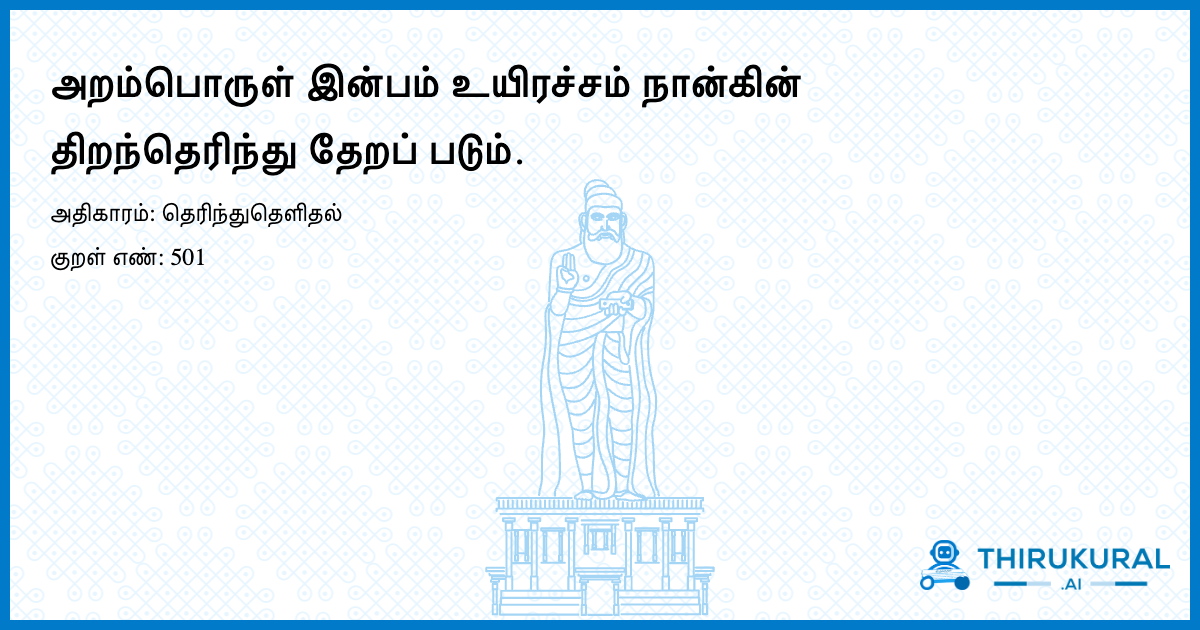 அறம்பொருள் இன்பம் உயிரச்சம் நான்கின்
திறந்தெரிந்து தேறப் படும்.
அதிகாரம்: தெரிந்துதெளிதல்
குறள் எண்: 501
THIRUKURAL
.AI